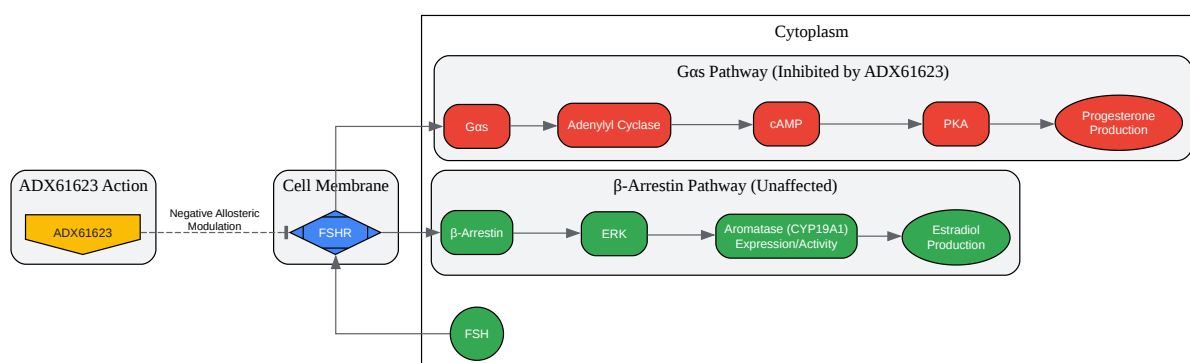 Cytoplasm
Gαs Pathway (Inhibited by ADX61623)
Gαs
Adenylyl Cyclase
cAMP
PKA
Progesterone
Production
ADX61623 Action
ADX61623
Negative Allosteric
Modulation
Cell Membrane
FSHR
β-Arrestin Pathway (Unaffected)
β-Arrestin
ERK
Aromatase (CYP19A1)
Expression/Activity
Estradiol
Production
FSH